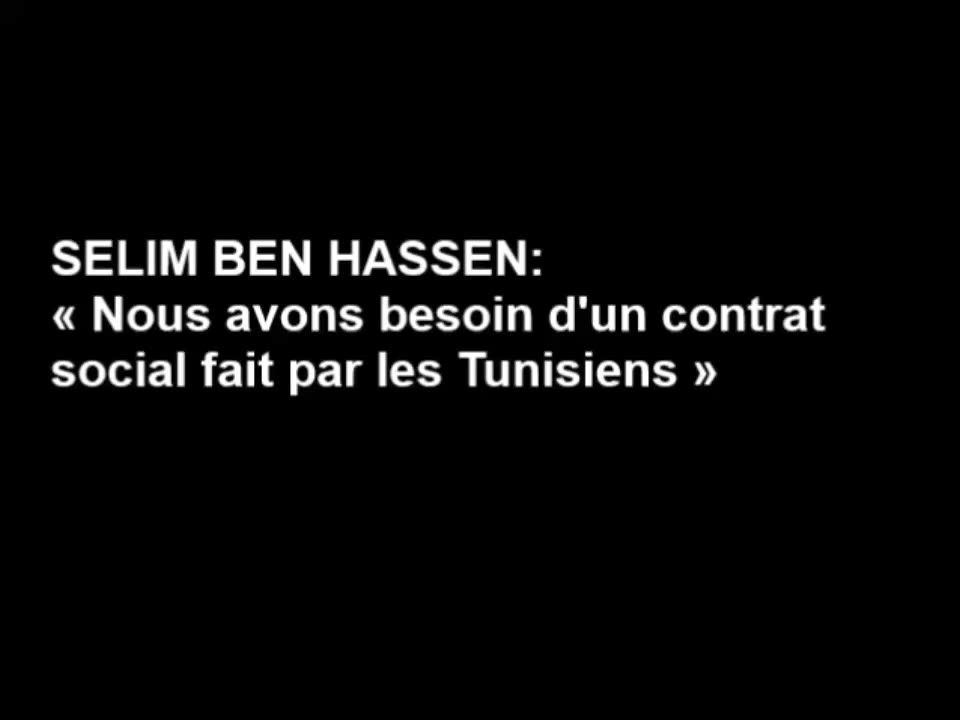 SELIM BEN HASSEN:
« Nous avons besoin d'un contrat
social fait par les Tunisiens »